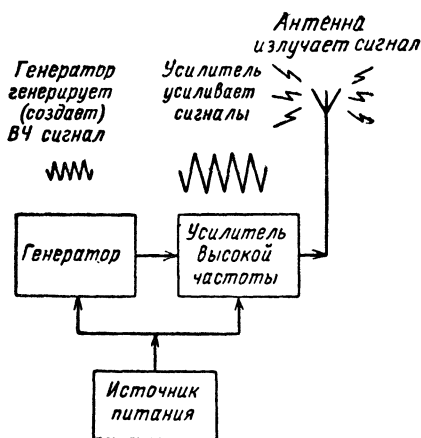 Антенна
излучает сигнал
Генератор
генерирует
(создает)
ВЧ сигнал
Усилитель
усиливает
сигналы
Генератор
Усилитель
высокой
частоты
Источник
питания